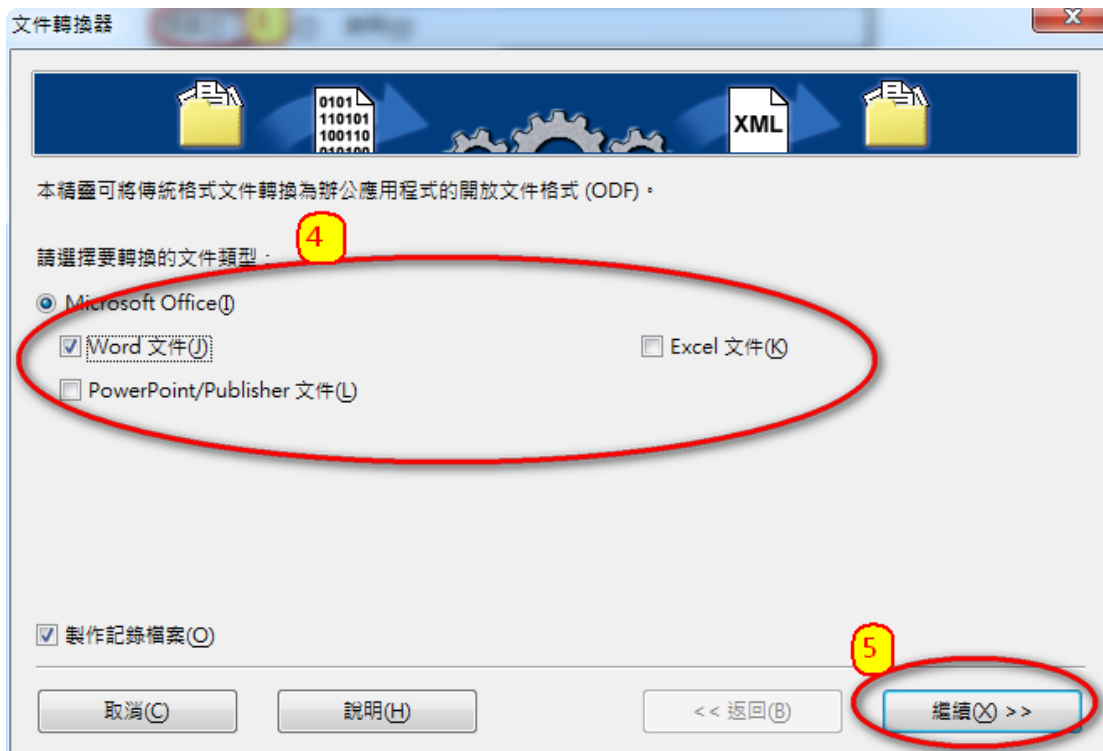 文件轉換器
0101
110101
100110
010100
XML
本精靈可將傳統格式文件轉換為辦公應用程式的開放文件格式 (ODF)。
4
請選擇要轉換的文件類型：
Microsoft Office(I)
Word 文件(J)
Excel 文件(K)
PowerPoint/Publisher 文件(L)
製作記錄檔案(O)
5
取消(C)
說明(H)
<< 返回(B)
繼續(X) >>